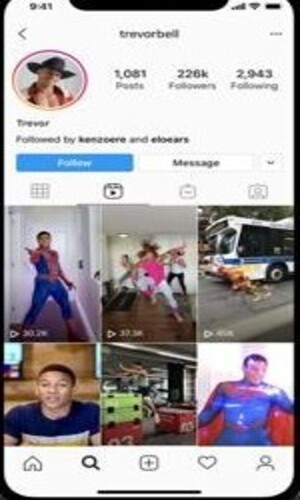 9:41
trevorbell
1,081 226k 2,943
Posts Followers Following
Trevor
Followed by kenzoere and eloears
Follow Message
30.2K 37.3K 45K
03